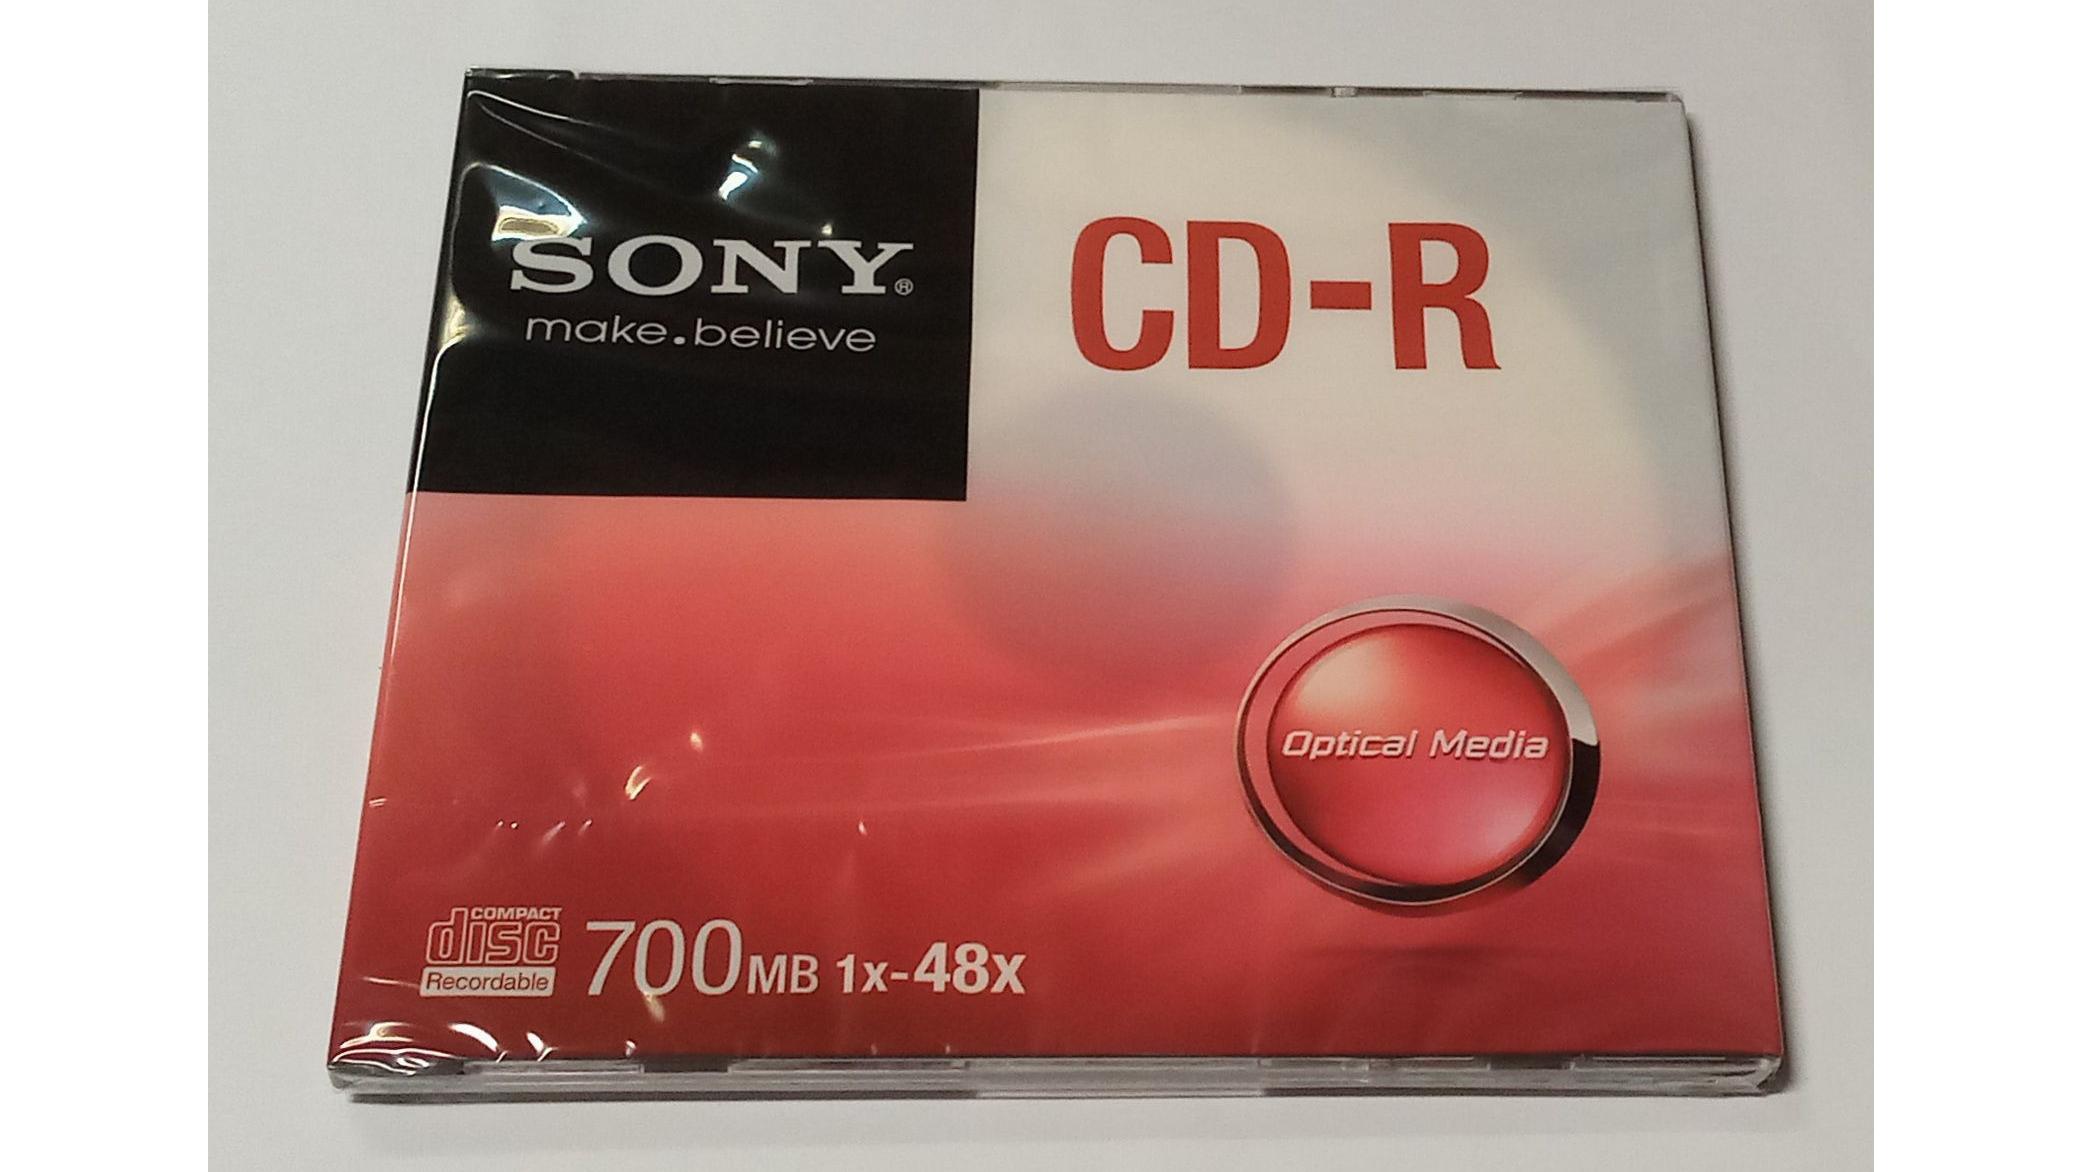 SONY®
make.believe
CD-R
Optical Media
COMPACT
disc
Recordable
700MB 1x-48x